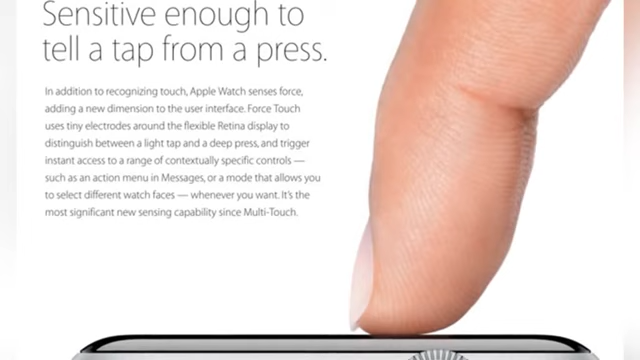 Sensitive enough to
tell a tap from a press.
In addition to recognizing touch, Apple Watch senses force,
adding a new dimension to the user interface. Force Touch
uses tiny electrodes around the flexible Retina display to
distinguish between a light tap and a deep press, and trigger
instant access to a range of contextually specific controls —
such as an action menu in Messages, or a mode that allows you
to select different watch faces — whenever you want. It's the
most significant new sensing capability since Multi-Touch.